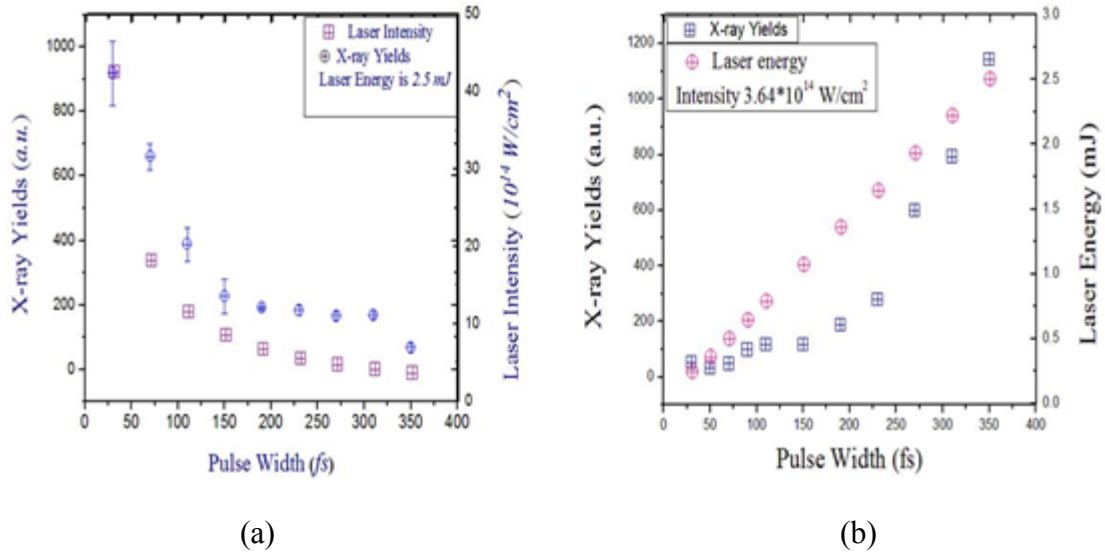 1000
800
600
400
200
0
X-ray Yields (a.u.)
Laser Intensity
X-ray Yields
Laser Energy is 2.5 mJ
50
40
30
20
10
0
Laser Intensity (10^14 W/cm^2)
0 50 100 150 200 250 300 350 400
Pulse Width (fs)
(a)
1200
1000
800
600
400
200
0
X-ray Yields (a.u.)
X-ray Yields
Laser energy
Intensity 3.64*10^14 W/cm^2
3.0
2.5
2.0
1.5
1.0
0.5
0.0
Laser Energy (mJ)
0 50 100 150 200 250 300 350 400
Pulse Width (fs)
(b)